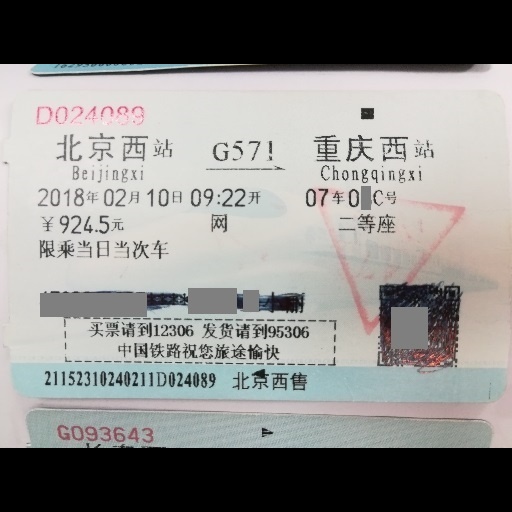 D024089
北京西站 G571 重庆西站
Beijingxi Chongqingxi
2018年02月10日09:22开 07车0 C号
￥924.5元 网 二等座
限乘当日当次车
买票请到12306 发货请到95306
中国铁路祝您旅途愉快
21152310240211D024089 北京西售
G093643